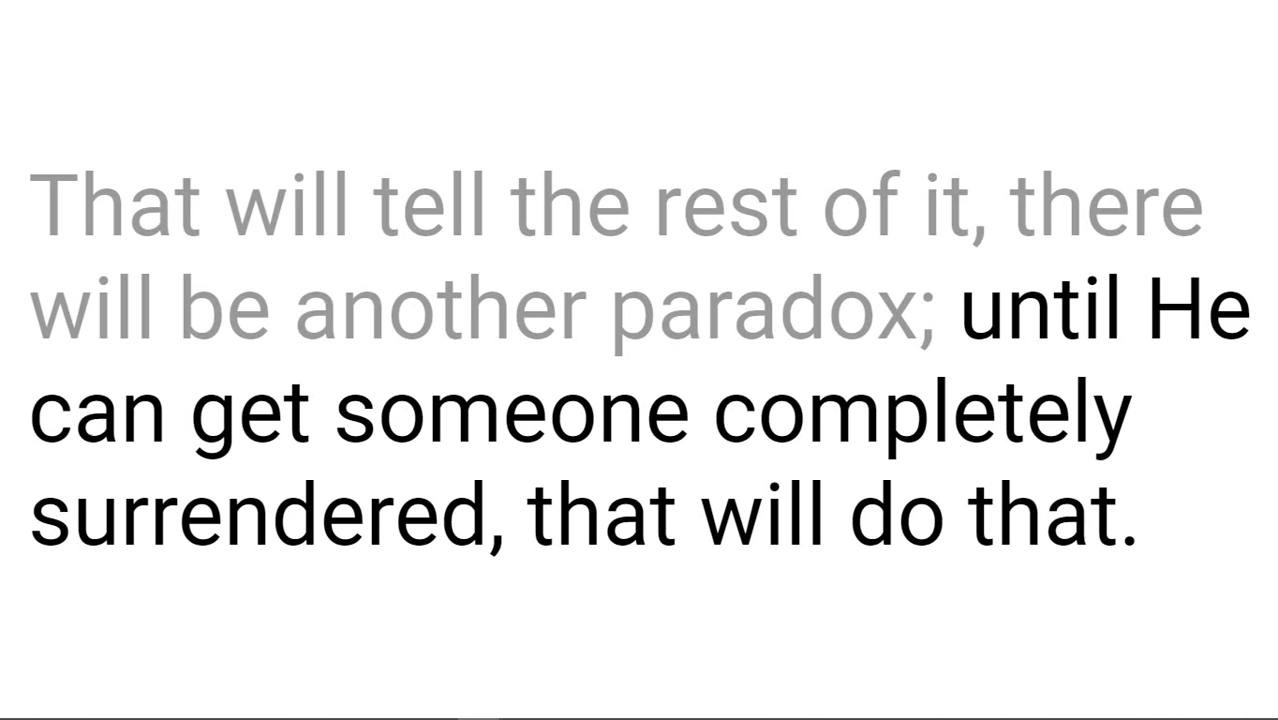 That will tell the rest of it, there
will be another paradox; until He
can get someone completely
surrendered, that will do that.